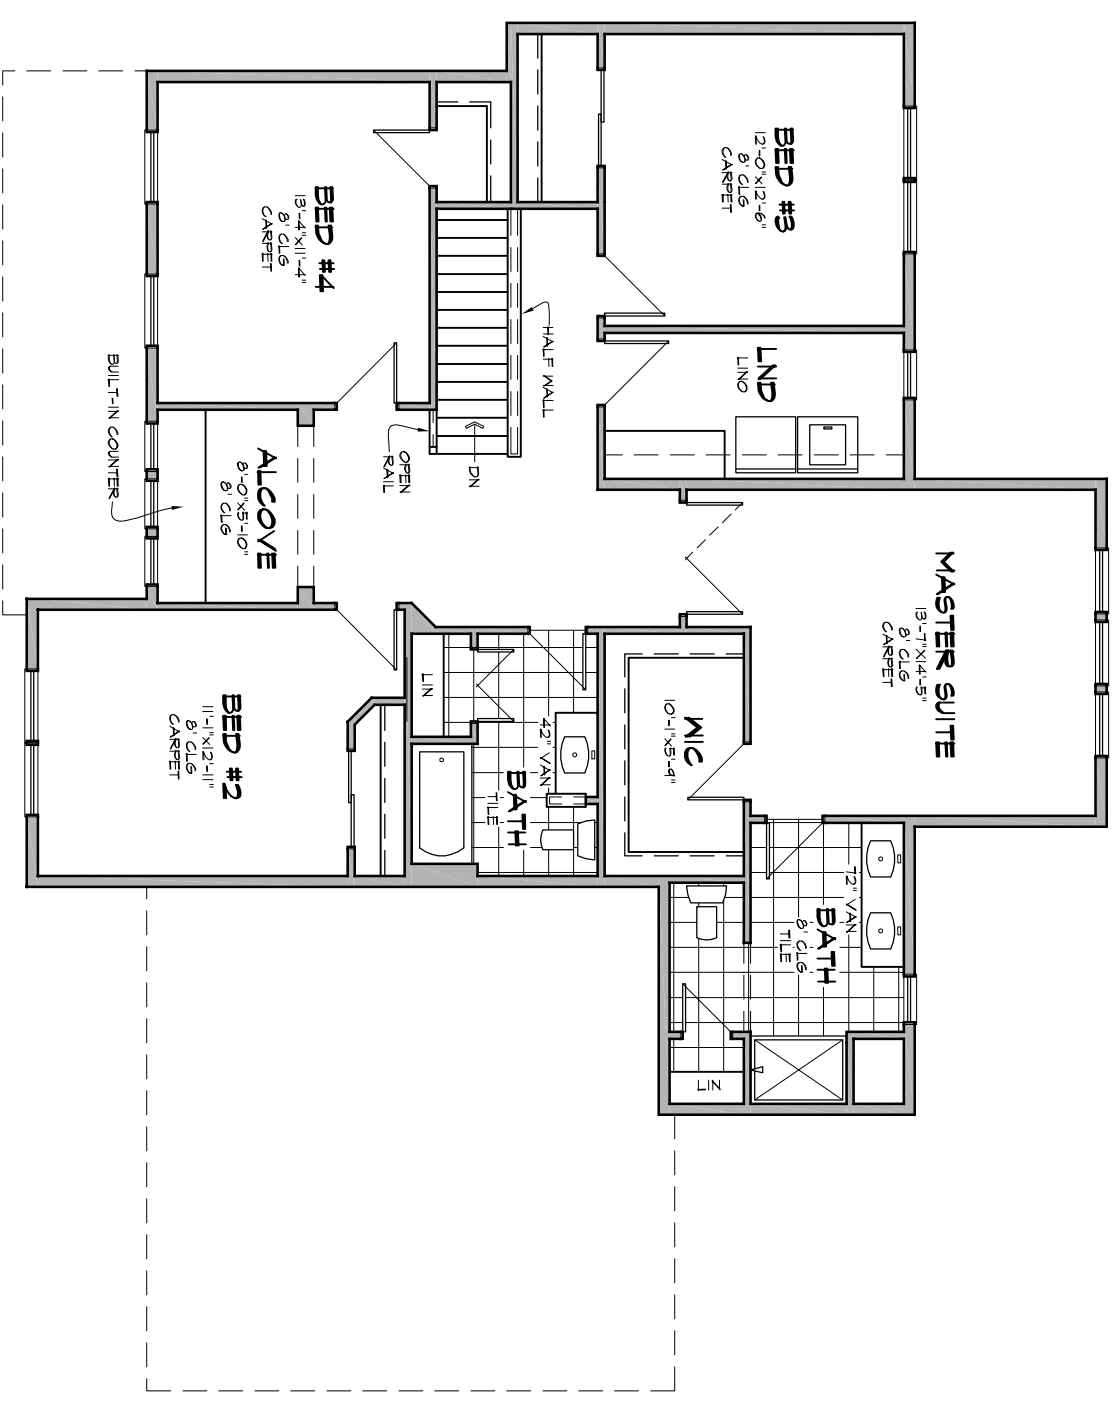 BED #3
12'-0"x12'-6"
8' CLG
CARPET
BED #4
13'-4"x11'-4"
8' CLG
CARPET
HALF WALL
LND
LINO
BUILT-IN COUNTER
ALCOVE
8'-0"x5'-10"
8' CLG
OPEN
RAIL
DN
MASTER SUITE
13'-7"x14'-5"
8' CLG
CARPET
BED #2
11'-1"x12'-11"
8' CLG
CARPET
LIN
42" VAN
BATH
TILE
WIC
10'-1"x5'-9"
72" VAN
BATH
8' CLG
TILE
LIN